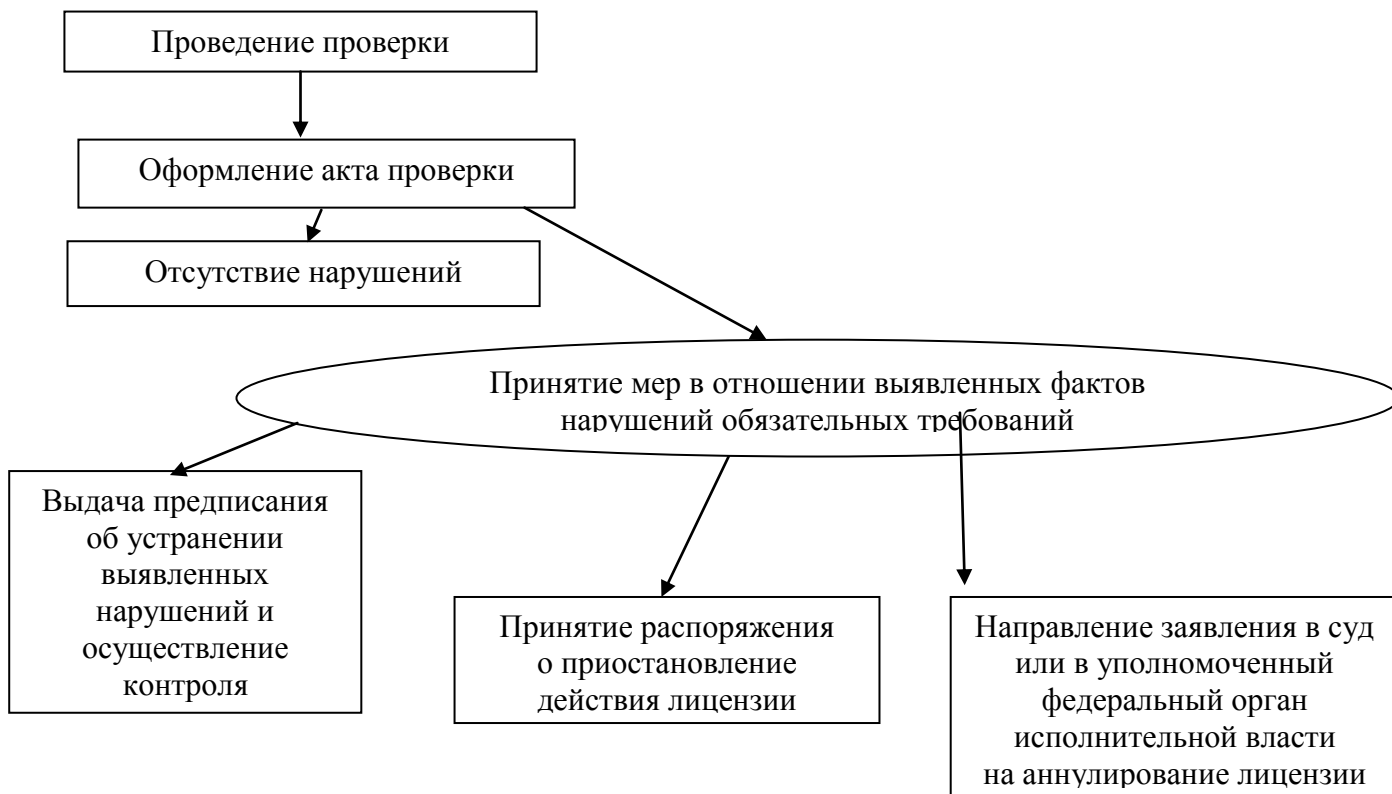 Проведение проверки
Оформление акта проверки
Отсутствие нарушений
Принятие мер в отношении выявленных фактов
нарушений обязательных требований
Выдача предписания
об устранении
выявленных
нарушений и
осуществление
контроля
Принятие распоряжения
о приостановление
действия лицензии
Направление заявления в суд
или в уполномоченный
федеральный орган
исполнительной власти
на аннулирование лицензии